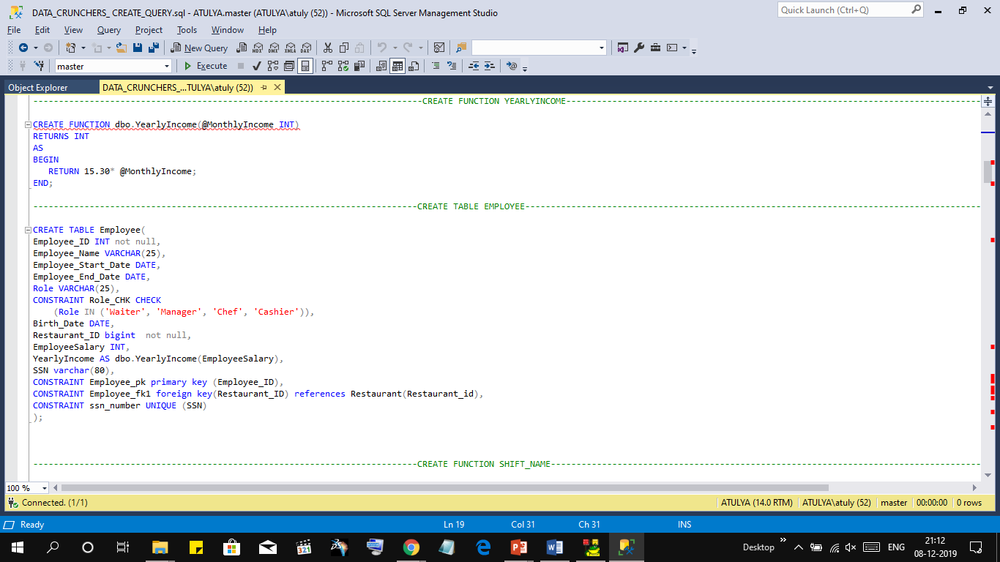 DATA_CRUNCHERS_ CREATE_QUERY.sql - ATULYA.master (ATULYA\atuly (52)) - Microsoft SQL Server Management Studio
Quick Launch (Ctrl+Q)
File Edit View Query Project Tools Window Help
New Query MDX DMX XMLA DAX
master Execute
Object Explorer DATA_CRUNCHERS_...TULYA\atuly (52))
----------------------------------------------------------------------------CREATE FUNCTION YEARLYINCOME---------------------------------------------------------------------------------
CREATE FUNCTION dbo.YearlyIncome(@MonthlyIncome INT)
RETURNS INT
AS
BEGIN
   RETURN 15.30* @MonthlyIncome;
END;
---------------------------------------------------------------------------CREATE TABLE EMPLOYEE-----------------------------------------------------------------------------------------
CREATE TABLE Employee(
Employee_ID INT not null,
Employee_Name VARCHAR(25),
Employee_Start_Date DATE,
Employee_End_Date DATE,
Role VARCHAR(25),
CONSTRAINT Role_CHK CHECK
    (Role IN ('Waiter', 'Manager', 'Chef', 'Cashier')),
Birth_Date DATE,
Restaurant_ID bigint  not null,
EmployeeSalary INT,
YearlyIncome AS dbo.YearlyIncome(EmployeeSalary),
SSN varchar(80),
CONSTRAINT Employee_pk primary key (Employee_ID),
CONSTRAINT Employee_fk1 foreign key(Restaurant_ID) references Restaurant(Restaurant_id),
CONSTRAINT ssn_number UNIQUE (SSN)
);
---------------------------------------------------------------------------CREATE FUNCTION SHIFT_NAME------------------------------------------------------------------------------------
100 %
Connected. (1/1) ATULYA (14.0 RTM) ATULYA\atuly (52) master 00:00:00 0 rows
Ready Ln 19 Col 31 Ch 31 INS
321 Desktop ENG 21:12
08-12-2019